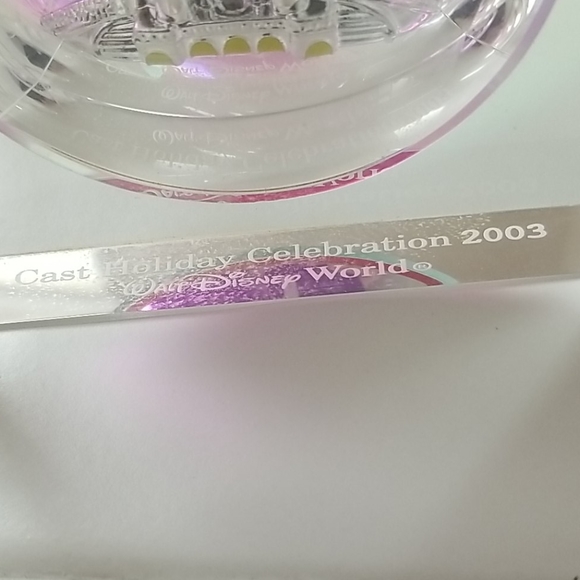 Cast Holiday Celebration 2003
WALT DISNEY World®